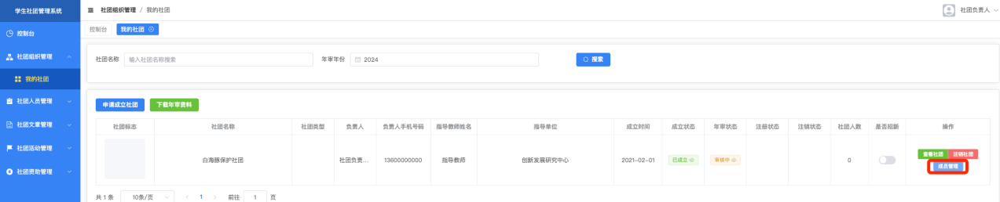 学生社团管理系统
社团组织管理 / 我的社团
社团负责人
控制台
我的社团
控制台
社团组织管理
我的社团
社团人员管理
社团文章管理
社团活动管理
社团资助管理
社团名称 输入社团名称搜索 年审年份 2024 搜索
申请成立社团 下载年审资料
社团标志 社团名称 社团类型 负责人 负责人手机号码 指导教师姓名 指导单位 成立时间 成立状态 年审状态 注册状态 注销状态 社团人数 是否招新 操作
白海豚保护社团 社团负责... 13600000000 指导教师 创新发展研究中心 2021-02-01 已成立 审核中 0 查看社团 注销社团
成员管理
共 1 条 10条/页 1 前往 1 页